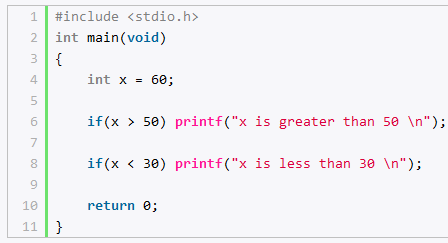 1 #include <stdio.h>
2 int main(void)
3 {
4     int x = 60;
5
6     if(x > 50) printf("x is greater than 50 \n");
7
8     if(x < 30) printf("x is less than 30 \n");
9
10     return 0;
11 }